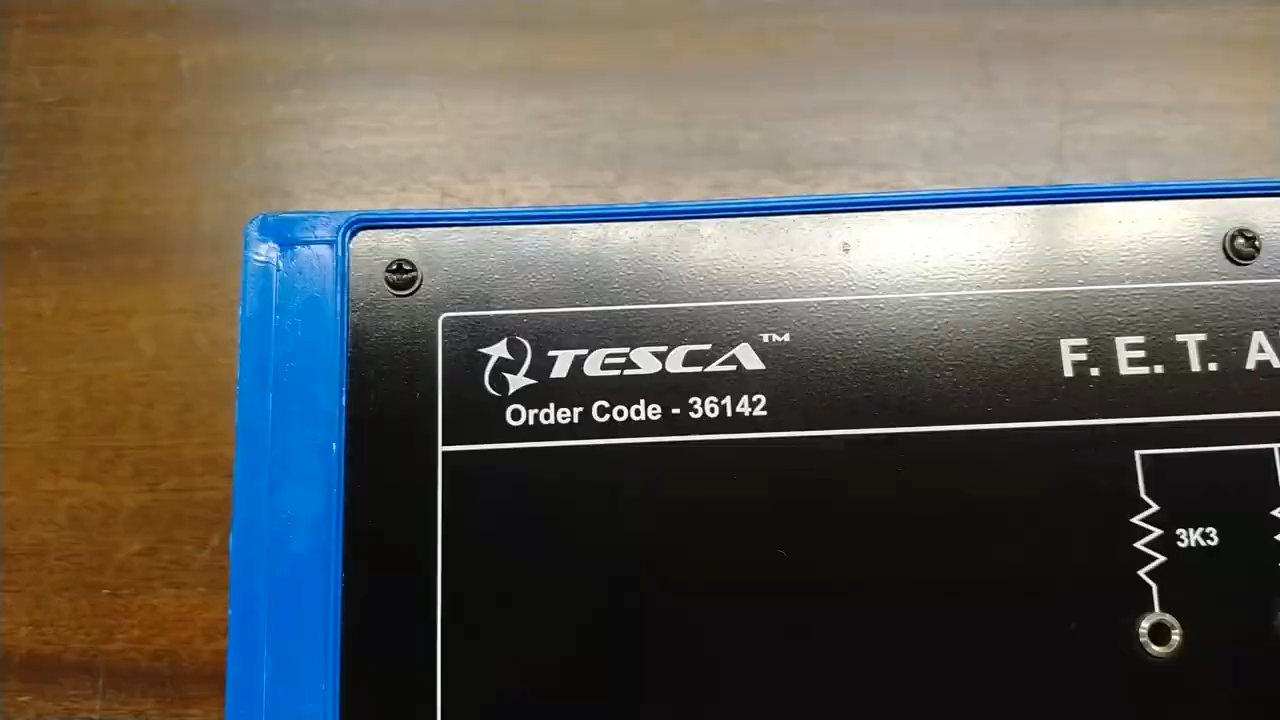 TESCA™
Order Code - 36142
F. E. T. A
3K3